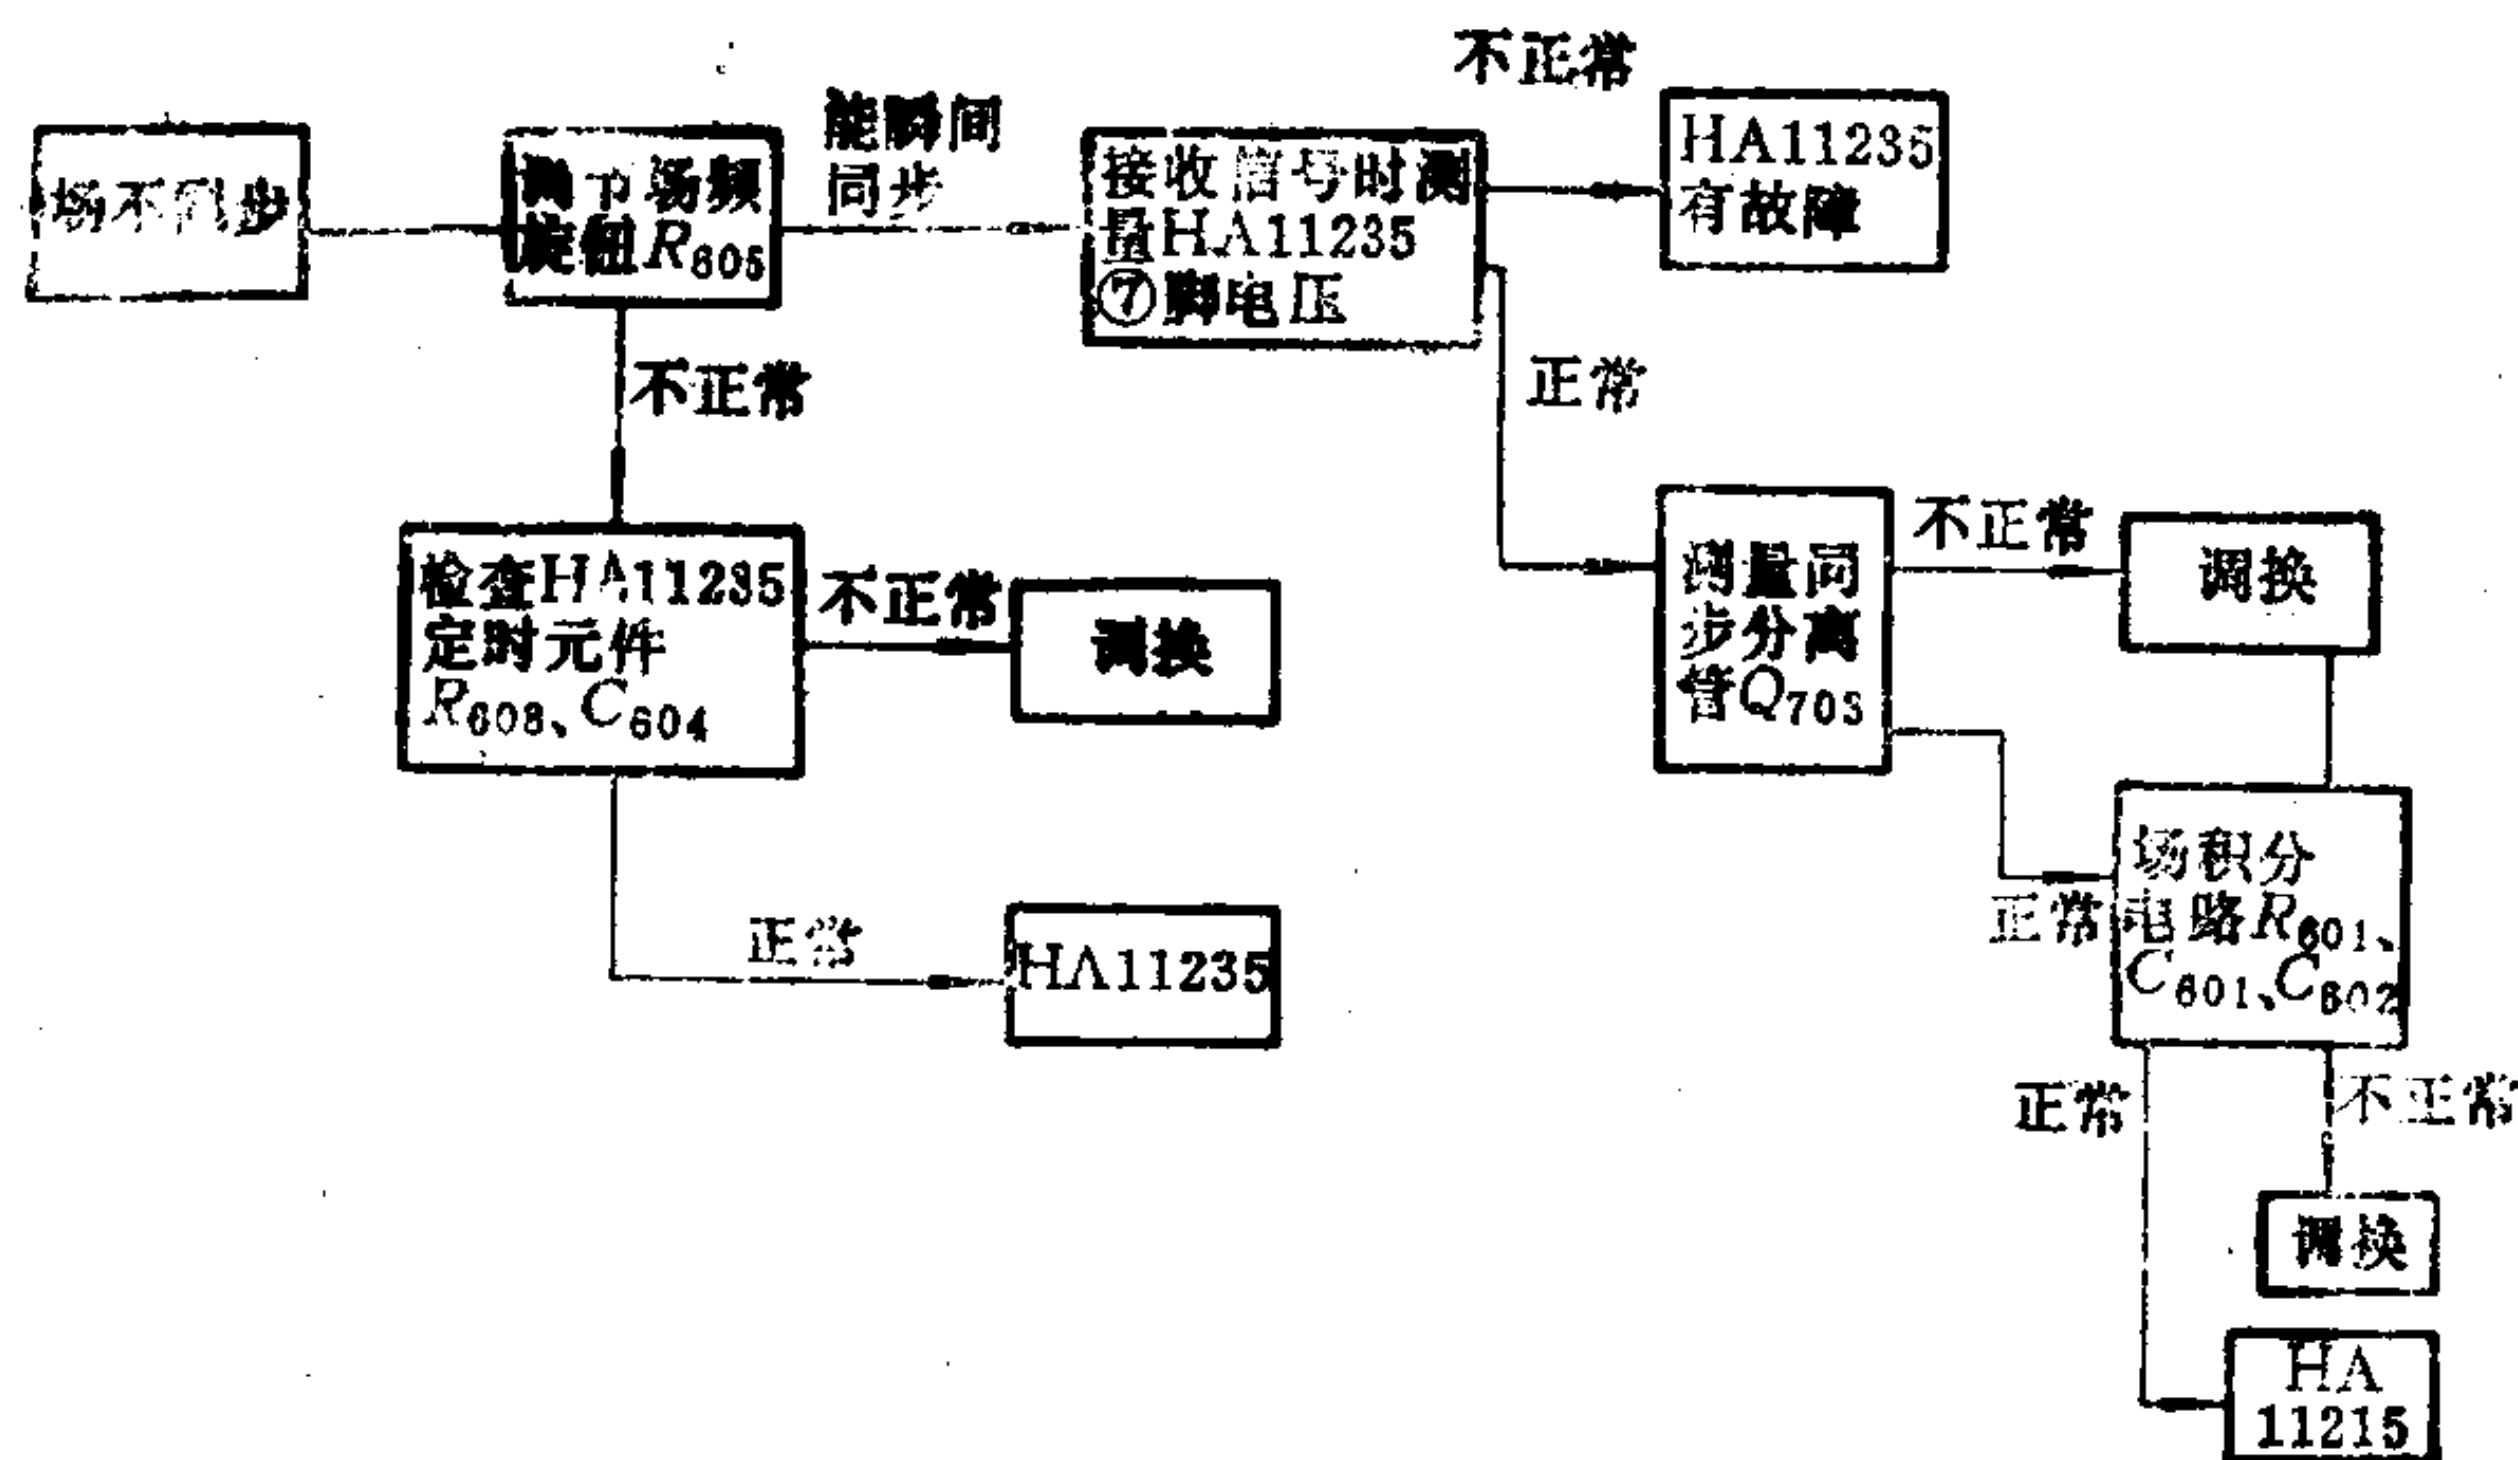 场不同步
调节场频
旋钮R606
能瞬间
同步
接收信号时测
量HA11235
⑦脚电压
不正常
HA11235
有故障
不正常
正常
检查HA11235
定时元件
R603、C604
不正常
调换
正常
HA11235
测量同
步分离
管Q703
不正常
调换
正常
场积分
电路R601、
C601、C602
正常
不正常
调换
HA
11215